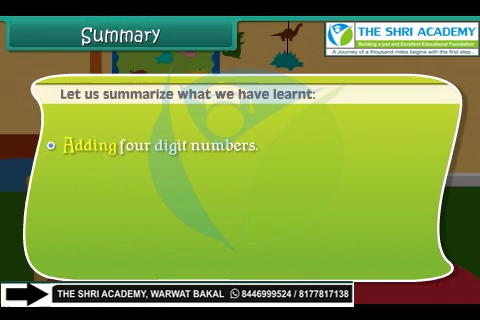 Summary
THE SHRI ACADEMY
Building a just and Excellent Educational Foundation
A Journey of a thousand miles begins with the first step...
Let us summarize what we have learnt:
Adding four digit numbers.
THE SHRI ACADEMY, WARWAT BAKAL 8446999524 / 8177817138